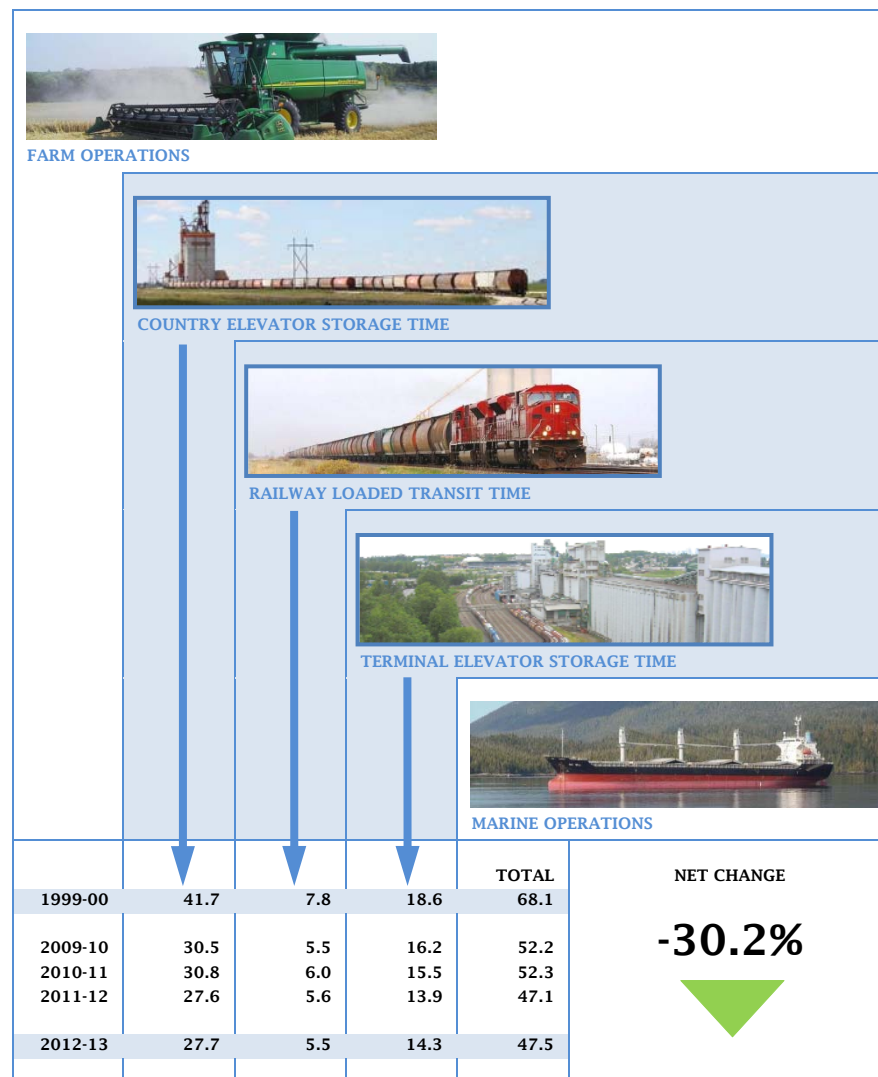 FARM OPERATIONS
COUNTRY ELEVATOR STORAGE TIME
RAILWAY LOADED TRANSIT TIME
TERMINAL ELEVATOR STORAGE TIME
MARINE OPERATIONS
TOTAL NET CHANGE
1999-00 41.7 7.8 18.6 68.1
-30.2%
2009-10 30.5 5.5 16.2 52.2
2010-11 30.8 6.0 15.5 52.3
2011-12 27.6 5.6 13.9 47.1
2012-13 27.7 5.5 14.3 47.5